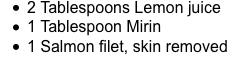 • 2 Tablespoons Lemon juice
• 1 Tablespoon Mirin
• 1 Salmon filet, skin removed